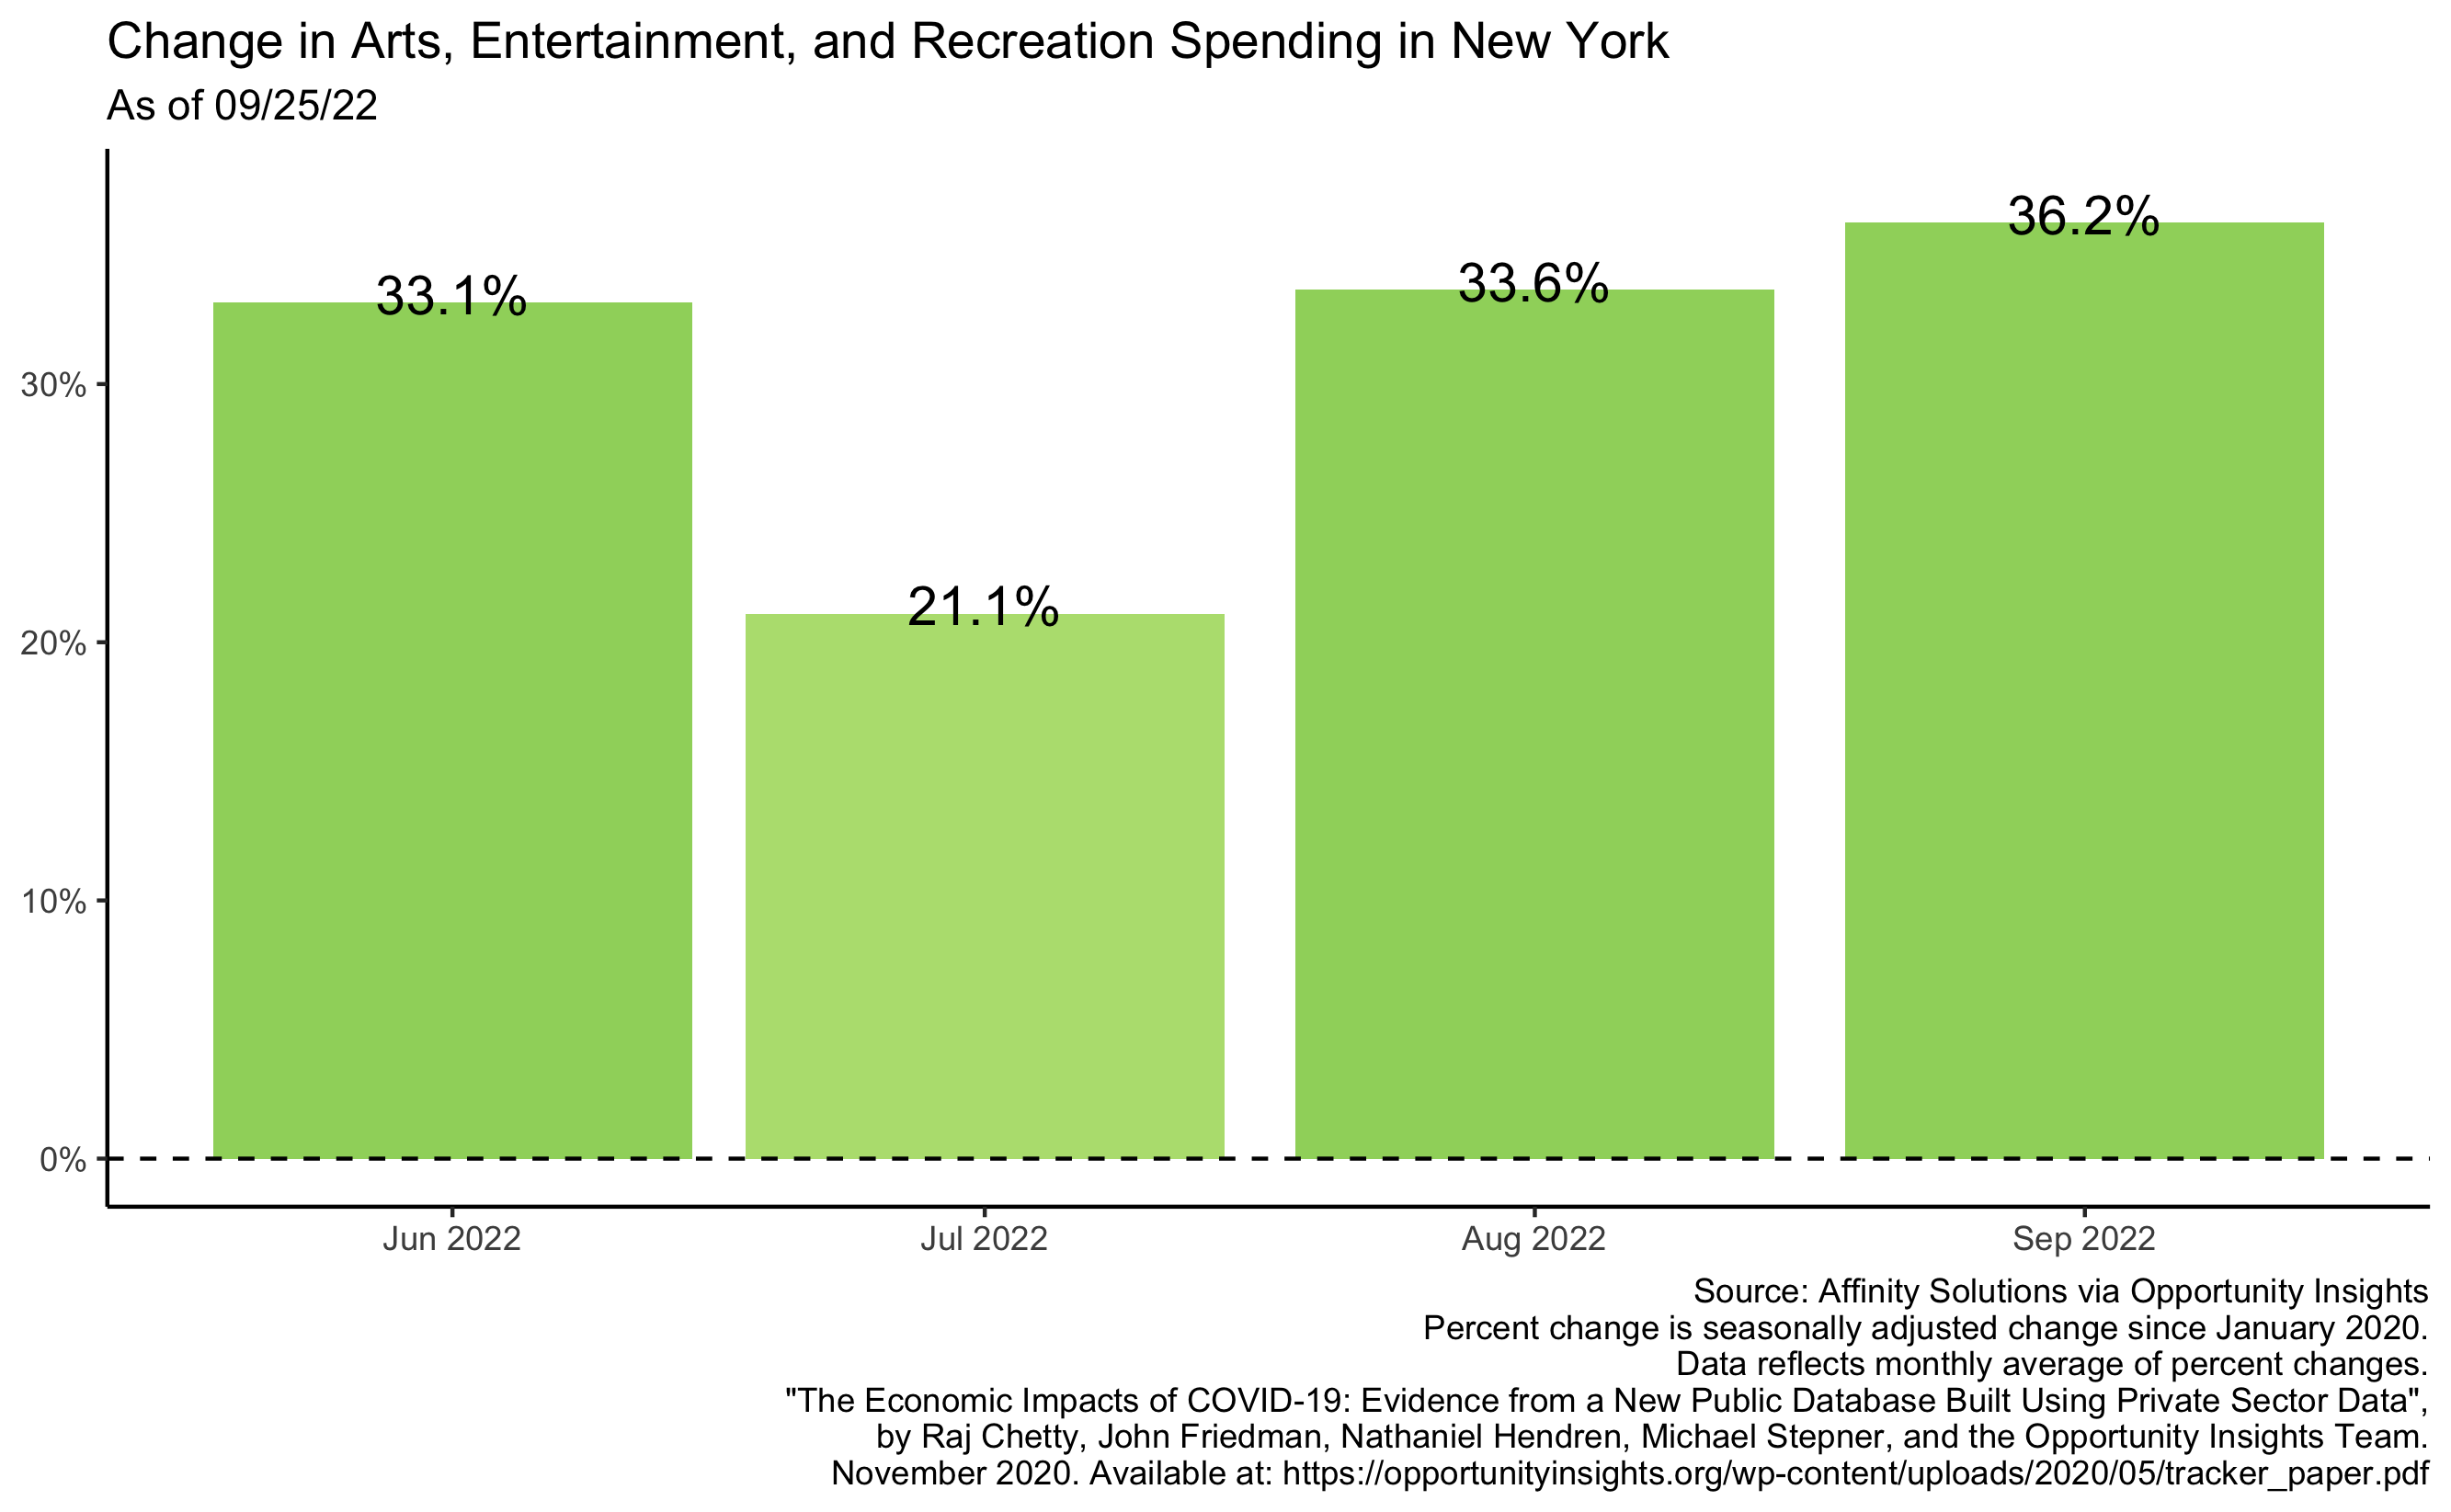 Change in Arts, Entertainment, and Recreation Spending in New York
As of 09/25/22
36.2%
33.6%
33.1%
30%
21.1%
20%
10%
0%
Jun 2022
Jul 2022
Aug 2022
Sep 2022
Source: Affinity Solutions via Opportunity Insights
Percent change is seasonally adjusted change since January 2020.
Data reflects monthly average of percent changes.
"The Economic Impacts of COVID-19: Evidence from a New Public Database Built Using Private Sector Data",
by Raj Chetty, John Friedman, Nathaniel Hendren, Michael Stepner, and the Opportunity Insights Team.
November 2020. Available at: https://opportunityinsights.org/wp-content/uploads/2020/05/tracker_paper.pdf